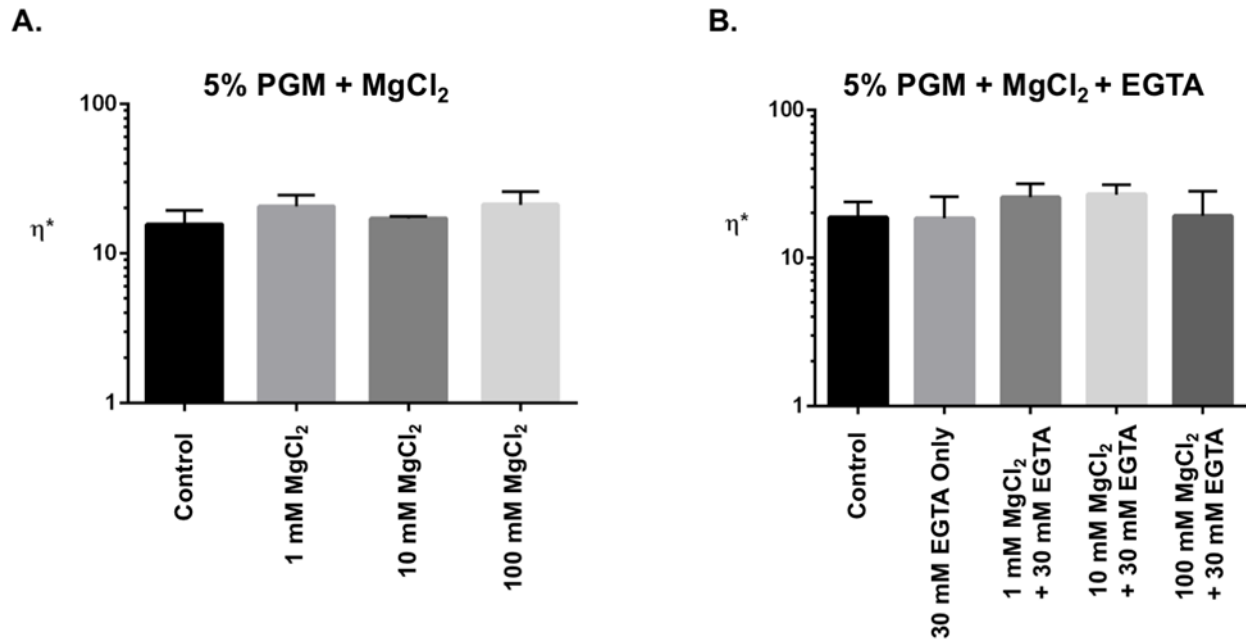 A.
5% PGM + MgCl₂
100
10
1
η*
Control
1 mM MgCl₂
10 mM MgCl₂
100 mM MgCl₂
B.
5% PGM + MgCl₂ + EGTA
100
10
1
η*
Control
30 mM EGTA Only
1 mM MgCl₂
+ 30 mM EGTA
10 mM MgCl₂
+ 30 mM EGTA
100 mM MgCl₂
+ 30 mM EGTA